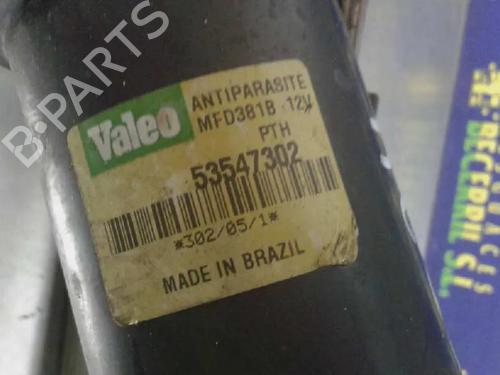 B-PARTS
Valeo
ANTIPARASITE
MFD381B -12V
PTH
53547302
*302/05/1*
MADE IN BRAZIL